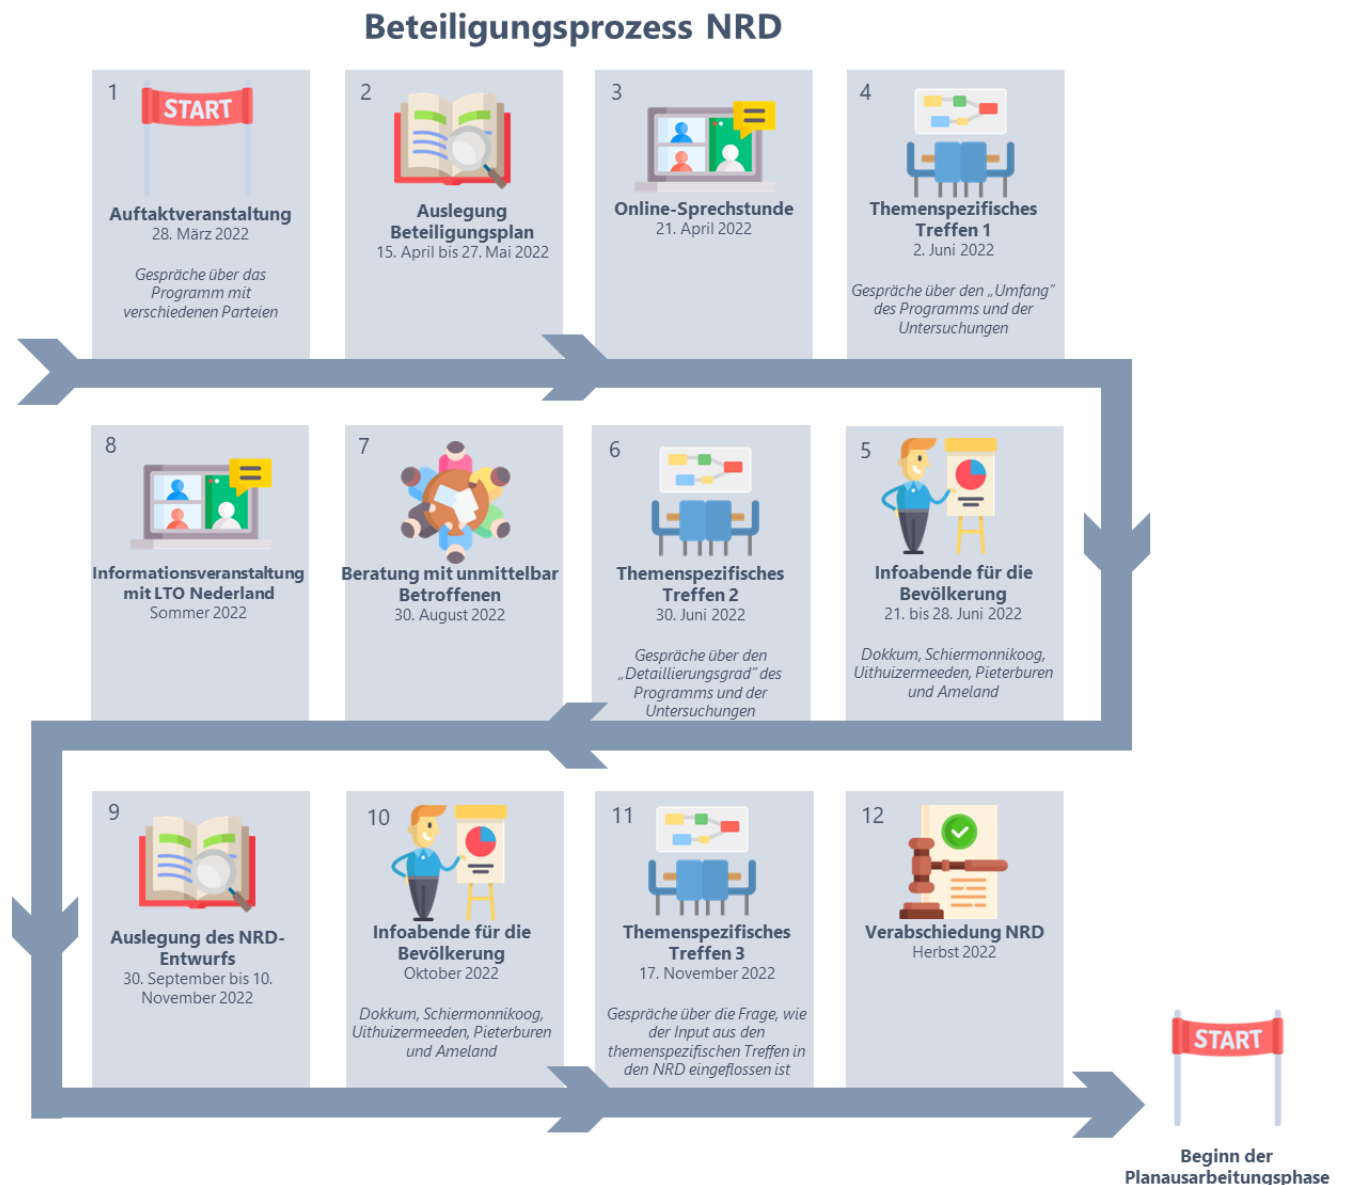 Beteiligungsprozess NRD
1
START
Auftaktveranstaltung
28. März 2022
Gespräche über das
Programm mit
verschiedenen Parteien
2
Auslegung
Beteiligungsplan
15. April bis 27. Mai 2022
3
Online-Sprechstunde
21. April 2022
4
Themenspezifisches
Treffen 1
2. Juni 2022
Gespräche über den „Umfang”
des Programms und der
Untersuchungen
5
Infoabende für die
Bevölkerung
21. bis 28. Juni 2022
Dokkum, Schiermonnikoog,
Uithuizermeeden, Pieterburen
und Ameland
6
Themenspezifisches
Treffen 2
30. Juni 2022
Gespräche über den
„Detaillierungsgrad” des
Programms und der
Untersuchungen
7
Beratung mit unmittelbar
Betroffenen
30. August 2022
8
Informationsveranstaltung
mit LTO Nederland
Sommer 2022
9
Auslegung des NRD-
Entwurfs
30. September bis 10.
November 2022
10
Infoabende für die
Bevölkerung
Oktober 2022
Dokkum, Schiermonnikoog,
Uithuizermeeden, Pieterburen
und Ameland
11
Themenspezifisches
Treffen 3
17. November 2022
Gespräche über die Frage, wie
der Input aus den
themenspezifischen Treffen in
den NRD eingeflossen ist
12
Verabschiedung NRD
Herbst 2022
START
Beginn der
Planausarbeitungsphase